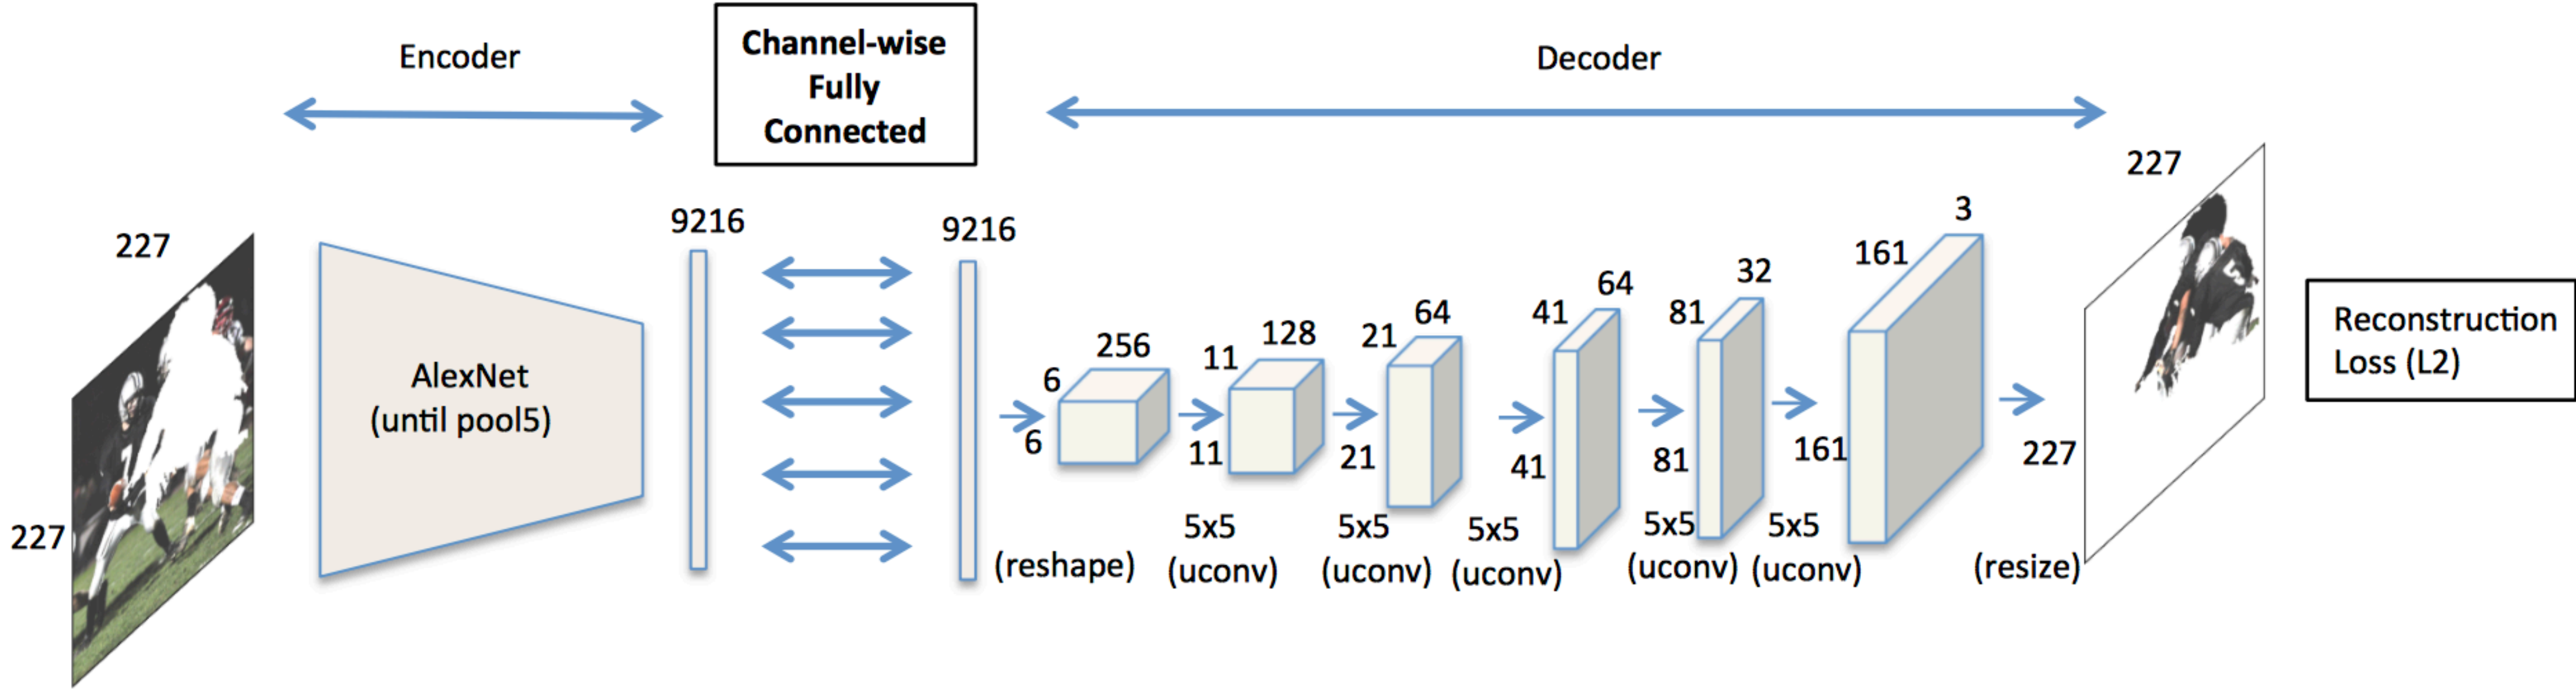 Encoder
Channel-wise
Fully
Connected
Decoder
227
227
AlexNet
(until pool5)
9216
9216
(reshape)
6
256
6
5x5
(uconv)
11
128
11
5x5
(uconv)
21
64
21
5x5
(uconv)
41
64
41
5x5
(uconv)
81
32
81
5x5
(uconv)
161
3
161
(resize)
227
227
Reconstruction
Loss (L2)